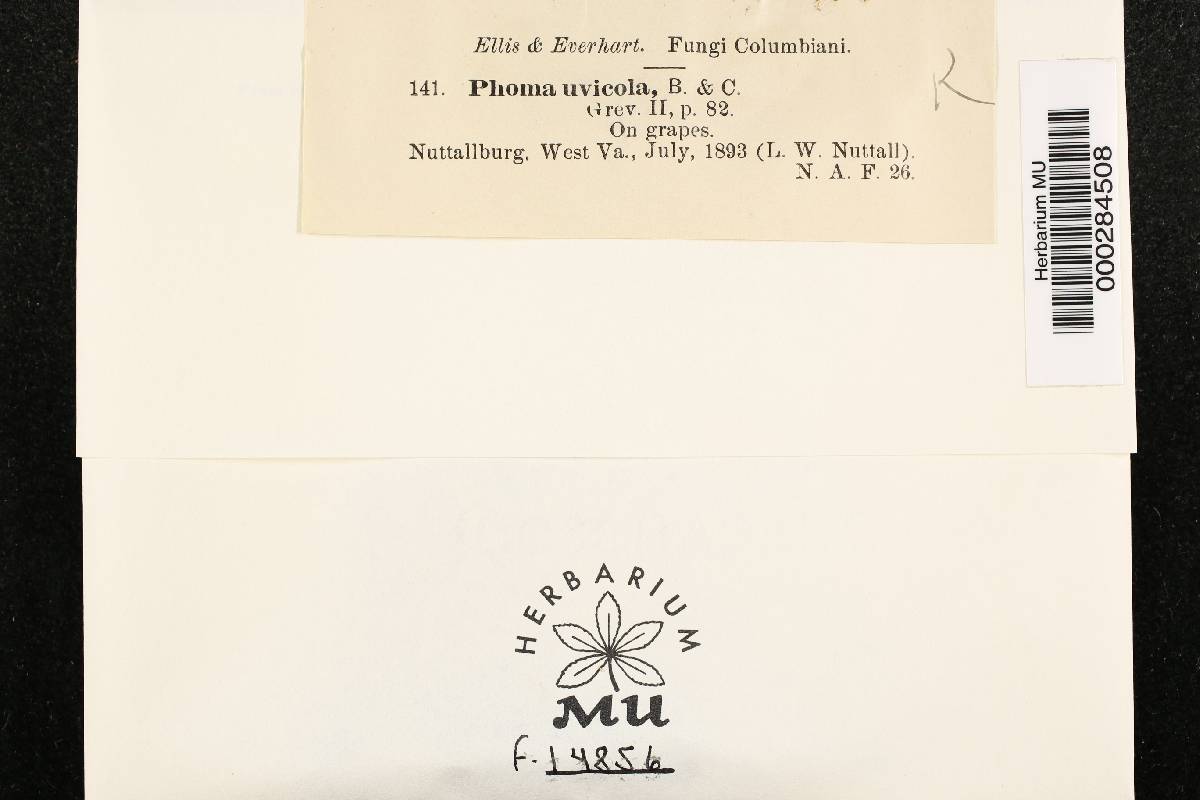 Ellis & Everhart. Fungi Columbiani.
141. Phoma uvicola, B. & C.
Grev. II, p. 82.
On grapes.
Nuttallburg, West Va., July, 1893 (L. W. Nuttall).
N. A. F. 26.
R
Herbarium MU
000284508
HERBARIUM
MU
F. 14856